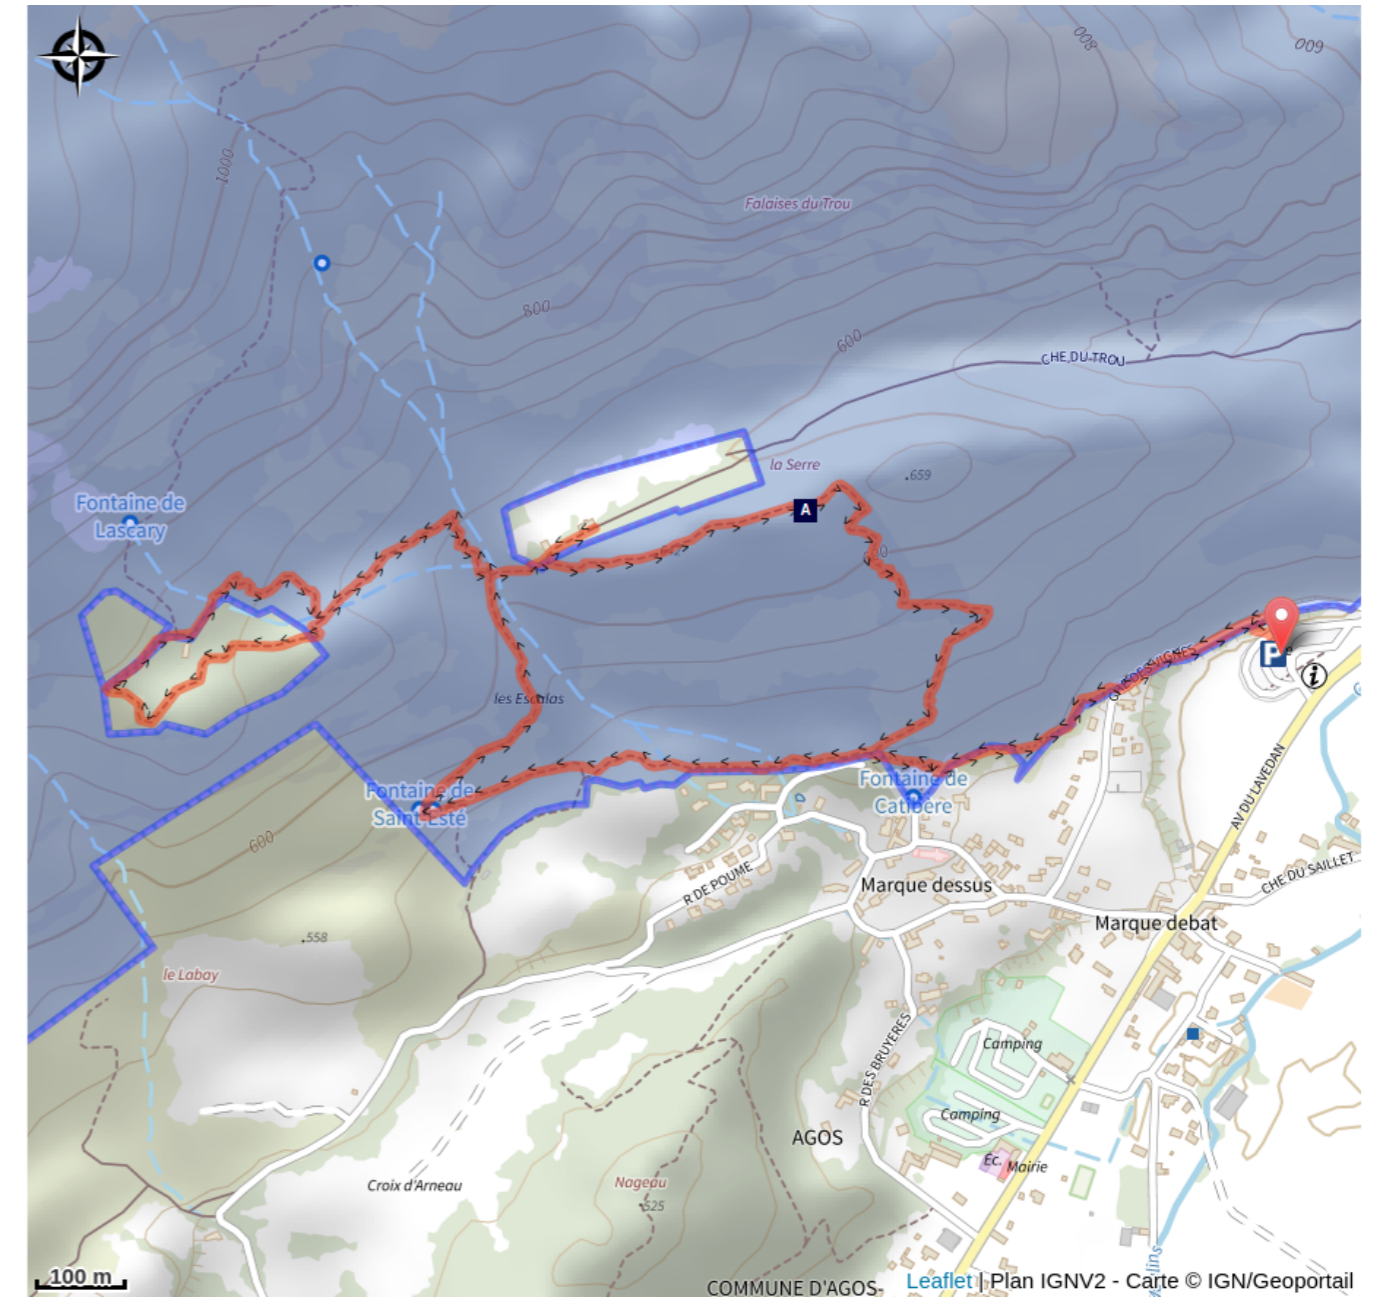 800
600
1000
Falaises du Trou
800
600
CHE DU TROU
la Serre
.659
Fontaine de
Lascary
A
600
CHE DES VIGNES
P
i
les Escalas
Fontaine de
Saint Esté
Fontaine de
Catibère
AV DU LAVEDAN
600
R DE POUME
Marque dessus
CHE DU SAILLET
Marque debat
.558
le Labay
R DES BRUYERES
Camping
Camping
AGOS
Éc.
Mairie
Croix d'Arneau
Nageau
525
100 m
COMMUNE D'AGOS-
Leaflet | Plan IGNV2 - Carte © IGN/Geoportail